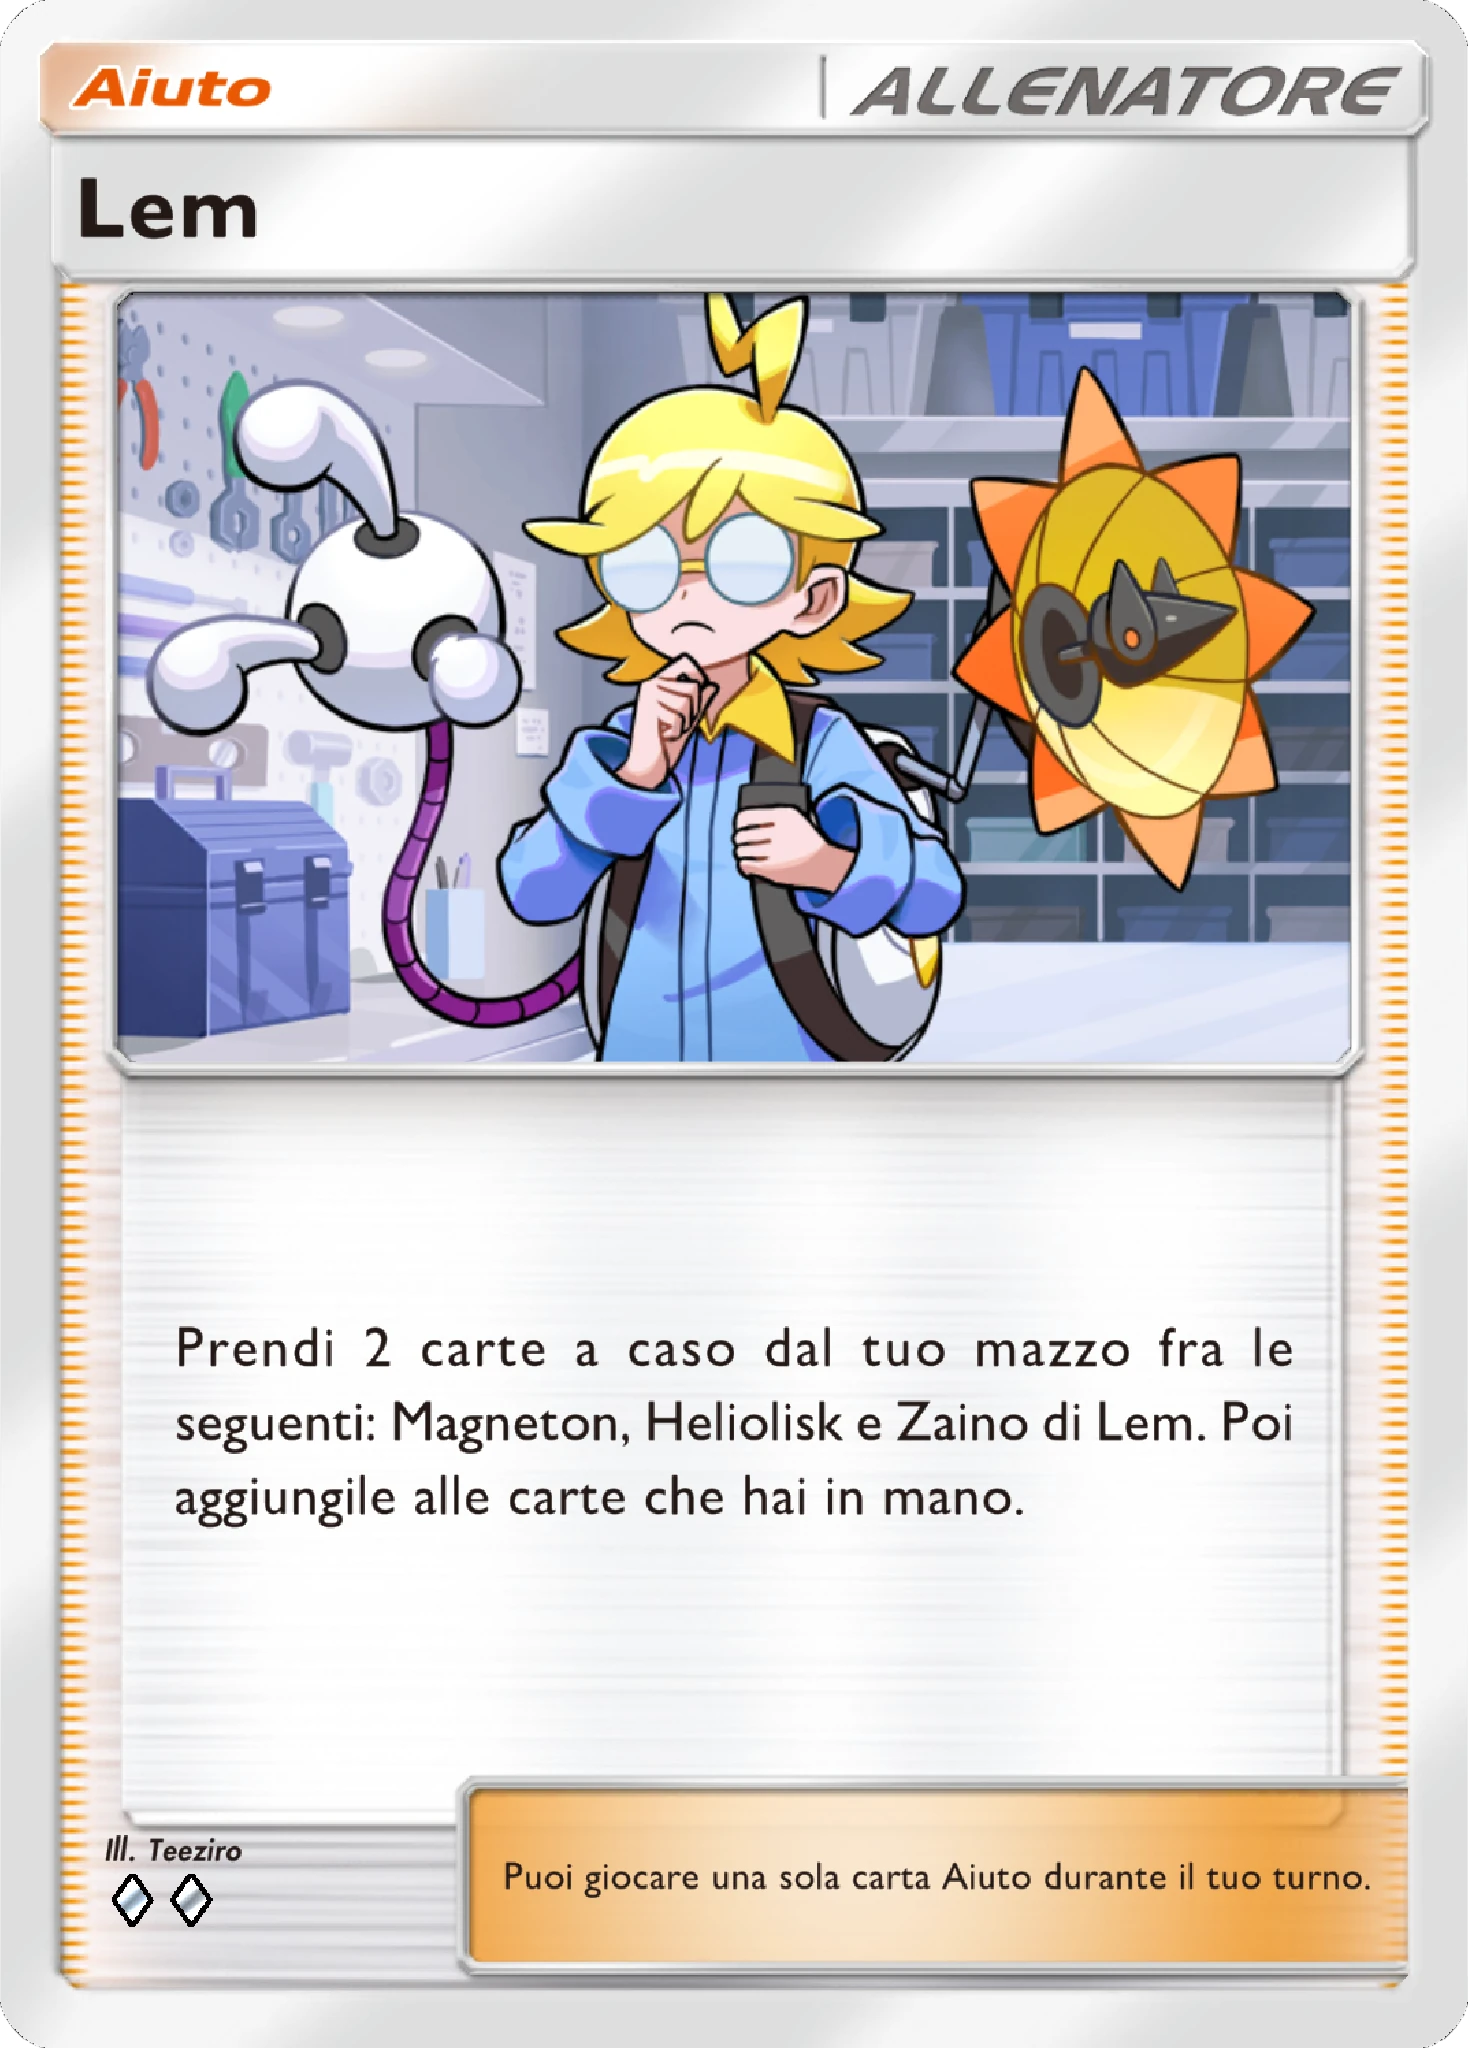 Aiuto
ALLENATORE
Lem
Prendi 2 carte a caso dal tuo mazzo fra le
seguenti: Magneton, Heliolisk e Zaino di Lem. Poi
aggiungile alle carte che hai in mano.
Ill. Teeziro
Puoi giocare una sola carta Aiuto durante il tuo turno.